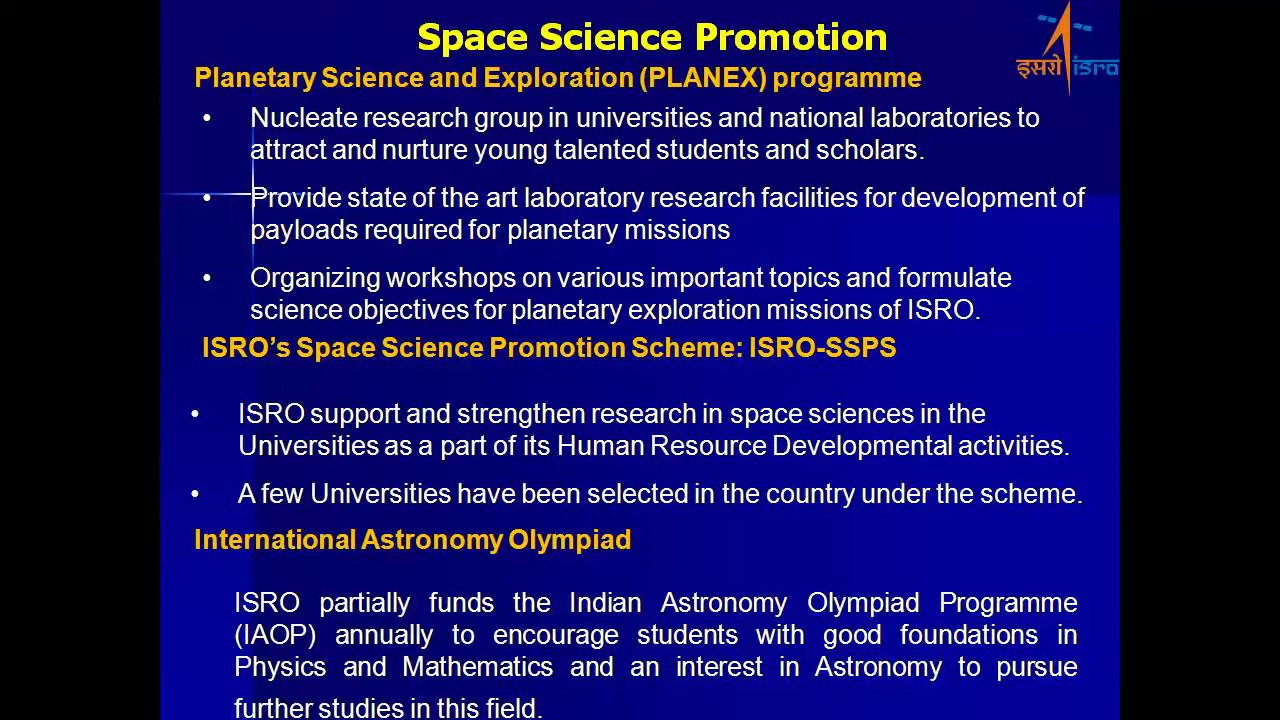 Space Science Promotion
इसरो isro
Planetary Science and Exploration (PLANEX) programme
• Nucleate research group in universities and national laboratories to
attract and nurture young talented students and scholars.
• Provide state of the art laboratory research facilities for development of
payloads required for planetary missions
• Organizing workshops on various important topics and formulate
science objectives for planetary exploration missions of ISRO.
ISRO’s Space Science Promotion Scheme: ISRO-SSPS
• ISRO support and strengthen research in space sciences in the
Universities as a part of its Human Resource Developmental activities.
• A few Universities have been selected in the country under the scheme.
International Astronomy Olympiad
ISRO partially funds the Indian Astronomy Olympiad Programme
(IAOP) annually to encourage students with good foundations in
Physics and Mathematics and an interest in Astronomy to pursue
further studies in this field.